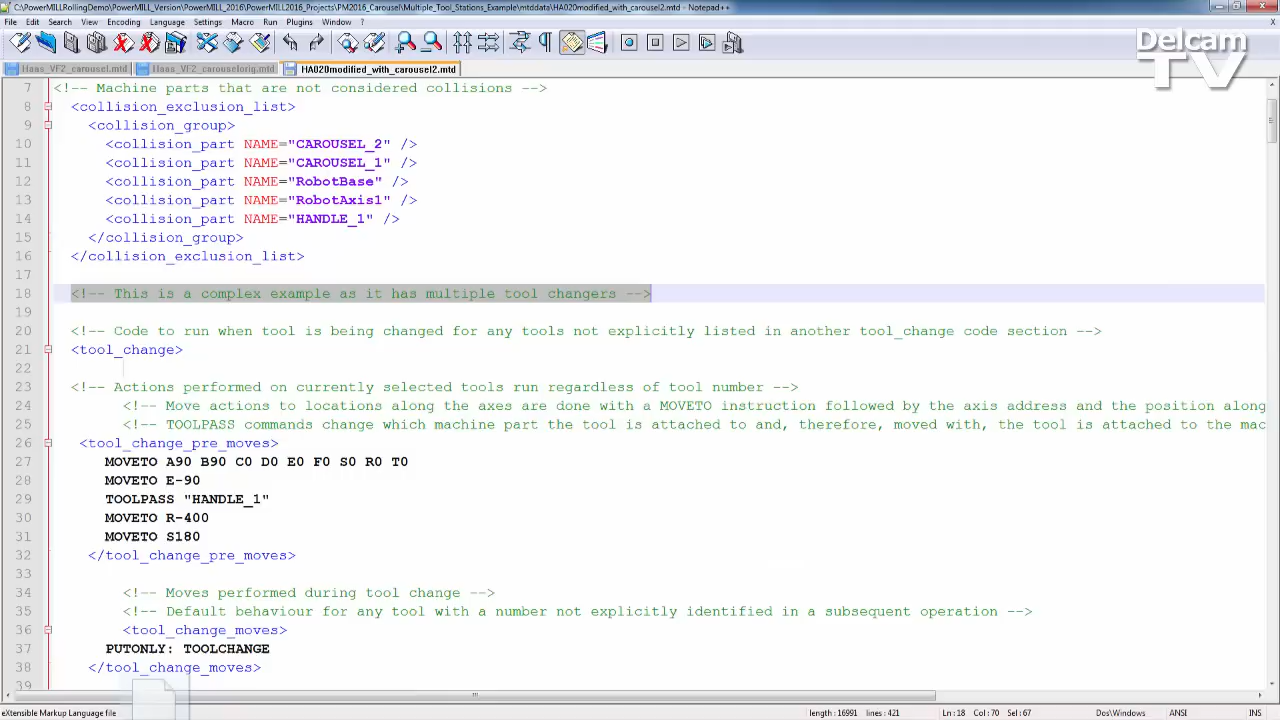 C:\PowerMILLRollingDemo\PowerMILL_Version\PowerMILL_2016\PowerMILL2016_Projects\PM2016_Carousel\Multiple_Tool_Stations_Example\mtddata\HA020modified_with_carousel2.mtd - Notepad++
File Edit Search View Encoding Language Settings Macro Run Plugins Window ?
Delcam
TV
Haas_VF2_carousel.mtd Haas_VF2_carouselorig.mtd HA020modified_with_carousel2.mtd
7 <!-- Machine parts that are not considered collisions -->
8 <collision_exclusion_list>
9 <collision_group>
10 <collision_part NAME="CAROUSEL_2" />
11 <collision_part NAME="CAROUSEL_1" />
12 <collision_part NAME="RobotBase" />
13 <collision_part NAME="RobotAxis1" />
14 <collision_part NAME="HANDLE_1" />
15 </collision_group>
16 </collision_exclusion_list>
17
18 <!-- This is a complex example as it has multiple tool changers -->
19
20 <!-- Code to run when tool is being changed for any tools not explicitly listed in another tool_change code section -->
21 <tool_change>
22
23 <!-- Actions performed on currently selected tools run regardless of tool number -->
24 <!-- Move actions to locations along the axes are done with a MOVETO instruction followed by the axis address and the position along
25 <!-- TOOLPASS commands change which machine part the tool is attached to and, therefore, moved with, the tool is attached to the mac
26 <tool_change_pre_moves>
27 MOVETO A90 B90 C0 D0 E0 F0 S0 R0 T0
28 MOVETO E-90
29 TOOLPASS "HANDLE_1"
30 MOVETO R-400
31 MOVETO S180
32 </tool_change_pre_moves>
33
34 <!-- Moves performed during tool change -->
35 <!-- Default behaviour for any tool with a number not explicitly identified in a subsequent operation -->
36 <tool_change_moves>
37 PUTONLY: TOOLCHANGE
38 </tool_change_moves>
39
eXtensible Markup Language file length : 16991 lines : 421 Ln : 18 Col : 70 Sel : 67 Dos\Windows ANSI INS